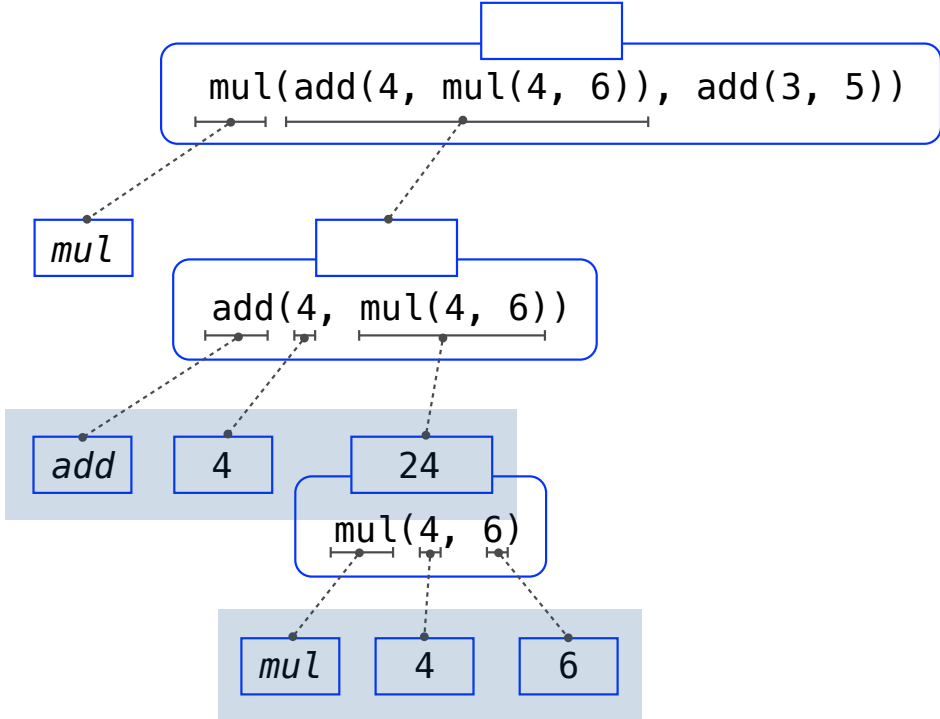 mul(add(4, mul(4, 6)), add(3, 5))
mul
add(4, mul(4, 6))
add 4 24
mul(4, 6)
mul 4 6